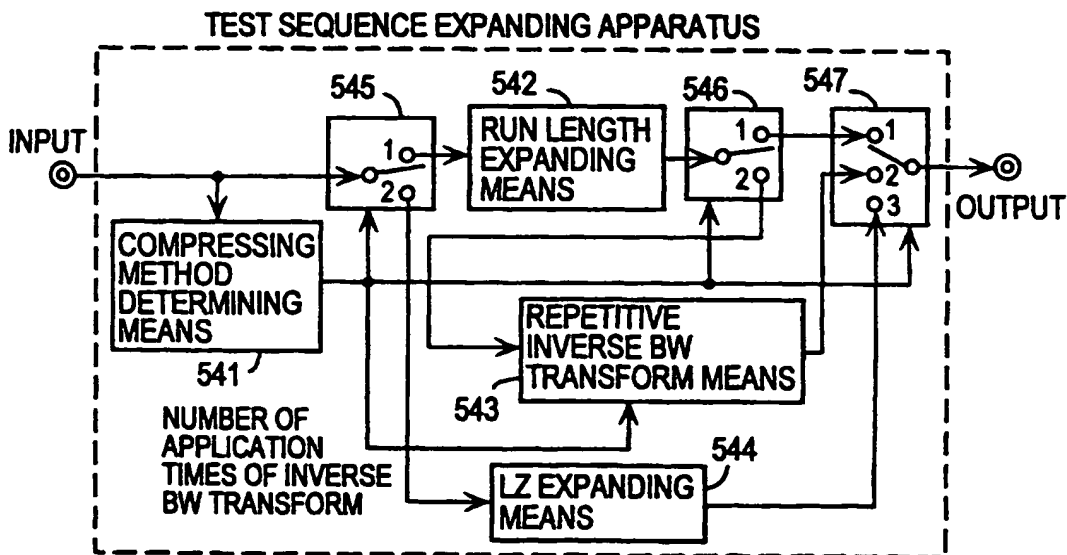 TEST SEQUENCE EXPANDING APPARATUS
545
542
546
547
INPUT
1
2
RUN LENGTH
EXPANDING
MEANS
1
2
1
2
3
OUTPUT
COMPRESSING
METHOD
DETERMINING
MEANS
541
REPETITIVE
INVERSE BW
TRANSFORM MEANS
543
NUMBER OF
APPLICATION
TIMES OF INVERSE
BW TRANSFORM
544
LZ EXPANDING
MEANS